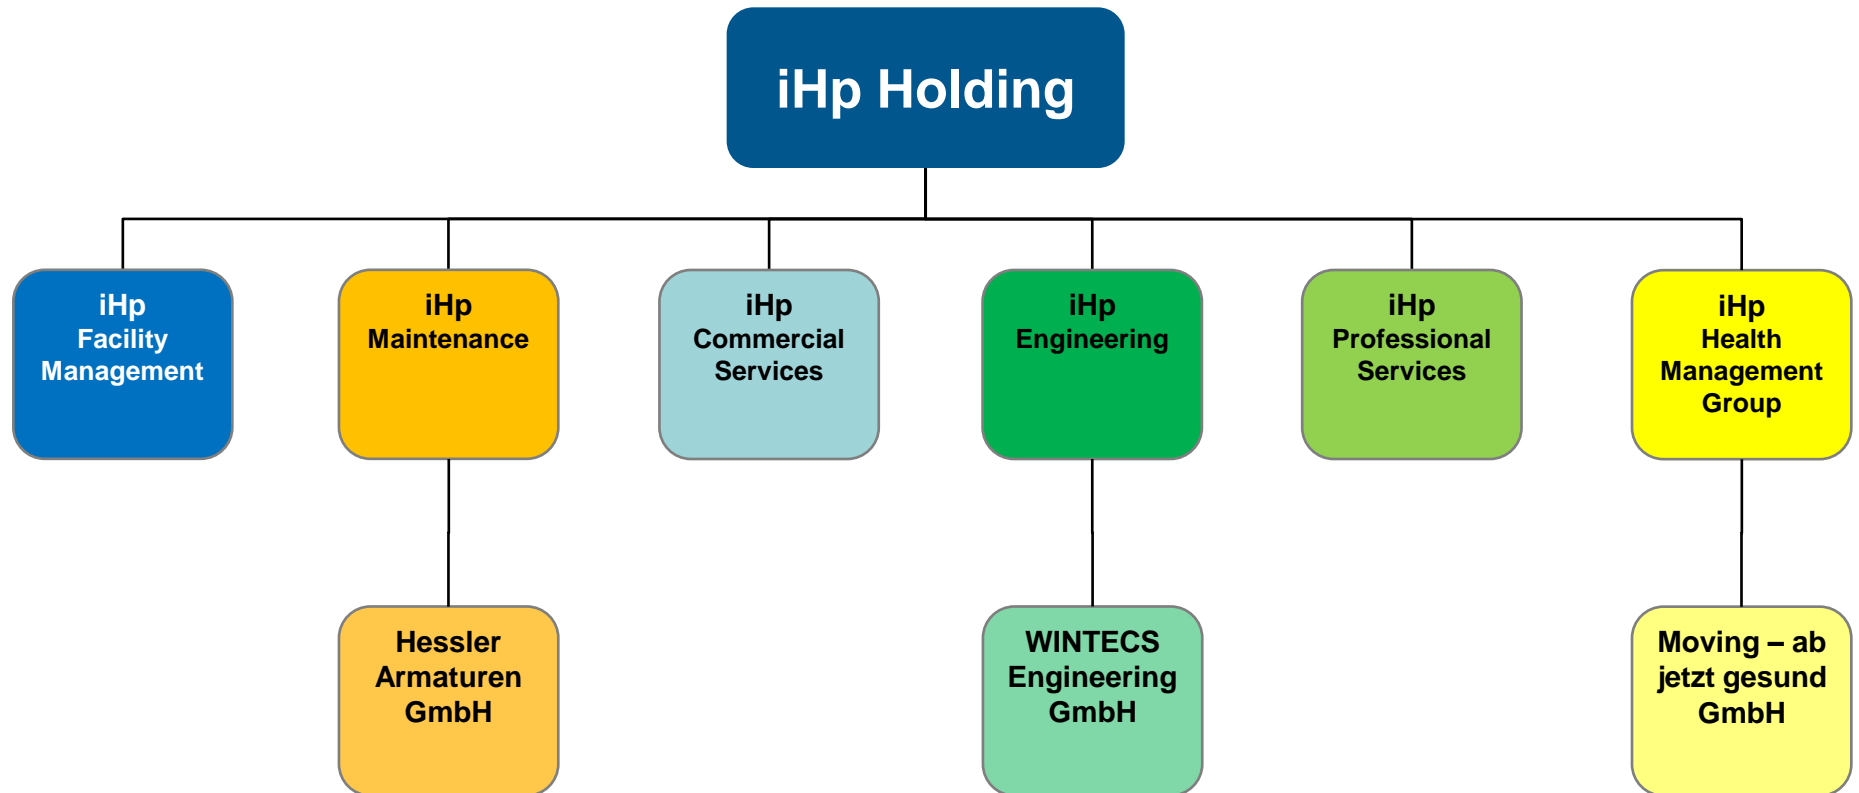 iHp Holding
iHp
Facility
Management
iHp
Maintenance
iHp
Commercial
Services
iHp
Engineering
iHp
Professional
Services
iHp
Health
Management
Group
Hessler
Armaturen
GmbH
WINTECS
Engineering
GmbH
Moving – ab
jetzt gesund
GmbH